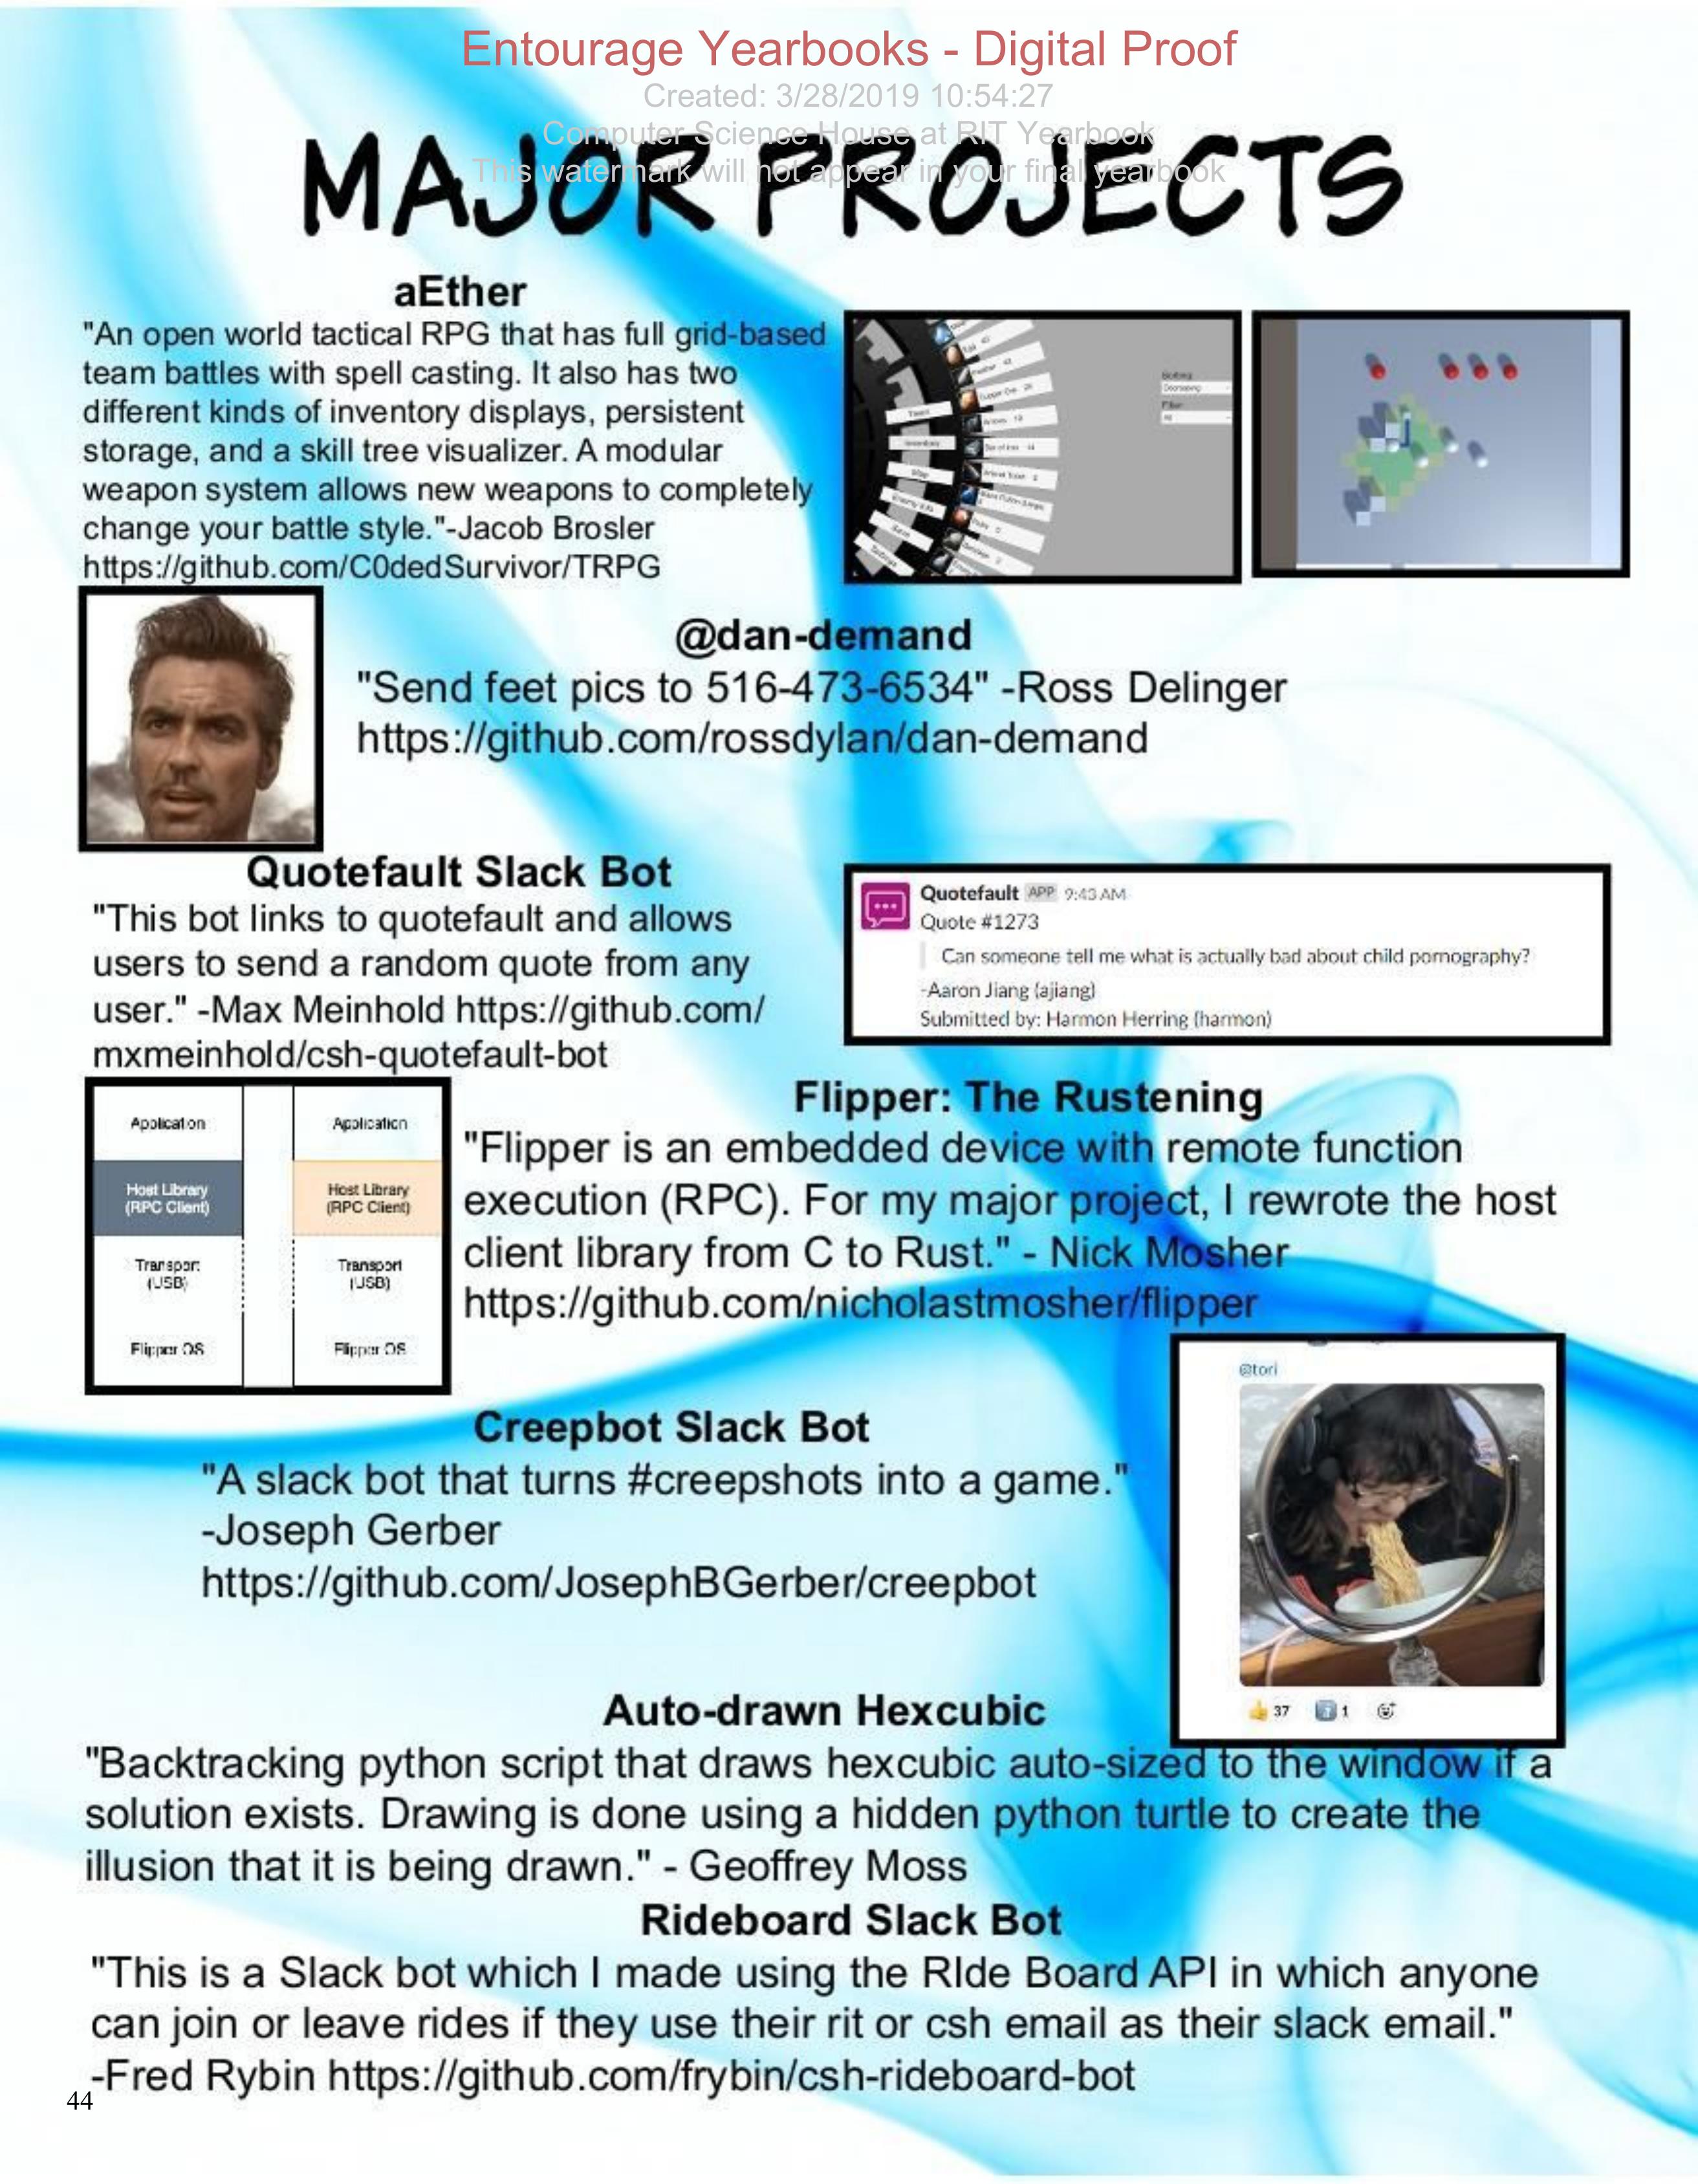 Entourage Yearbooks - Digital Proof
Created: 3/28/2019 10:54:27
Computer Science House at RIT Yearbook
This watermark will not appear in your final yearbook
MAJOR PROJECTS
aEther
"An open world tactical RPG that has full grid-based
team battles with spell casting. It also has two
different kinds of inventory displays, persistent
storage, and a skill tree visualizer. A modular
weapon system allows new weapons to completely
change your battle style."-Jacob Brosler
https://github.com/C0dedSurvivor/TRPG
Team
Inventory
Map
Save
Sorting
Decreasing
Filter
All
@dan-demand
"Send feet pics to 516-473-6534" -Ross Delinger
https://github.com/rossdylan/dan-demand
Quotefault Slack Bot
"This bot links to quotefault and allows
users to send a random quote from any
user." -Max Meinhold https://github.com/
mxmeinhold/csh-quotefault-bot
Quotefault APP 9:43 AM
Quote #1273
Can someone tell me what is actually bad about child pornography?
-Aaron Jiang (ajiang)
Submitted by: Harmon Herring (harmon)
Application
Host Library
(RPC Client)
Transport
(USB)
Flipper OS
Application
Host Library
(RPC Client)
Transport
(USB)
Flipper OS
Flipper: The Rustening
"Flipper is an embedded device with remote function
execution (RPC). For my major project, I rewrote the host
client library from C to Rust." - Nick Mosher
https://github.com/nicholastmosher/flipper
Creepbot Slack Bot
"A slack bot that turns #creepshots into a game."
-Joseph Gerber
https://github.com/JosephBGerber/creepbot
@tori
37
1
Auto-drawn Hexcubic
"Backtracking python script that draws hexcubic auto-sized to the window if a
solution exists. Drawing is done using a hidden python turtle to create the
illusion that it is being drawn." - Geoffrey Moss
Rideboard Slack Bot
"This is a Slack bot which I made using the RIde Board API in which anyone
can join or leave rides if they use their rit or csh email as their slack email."
-Fred Rybin https://github.com/frybin/csh-rideboard-bot
44